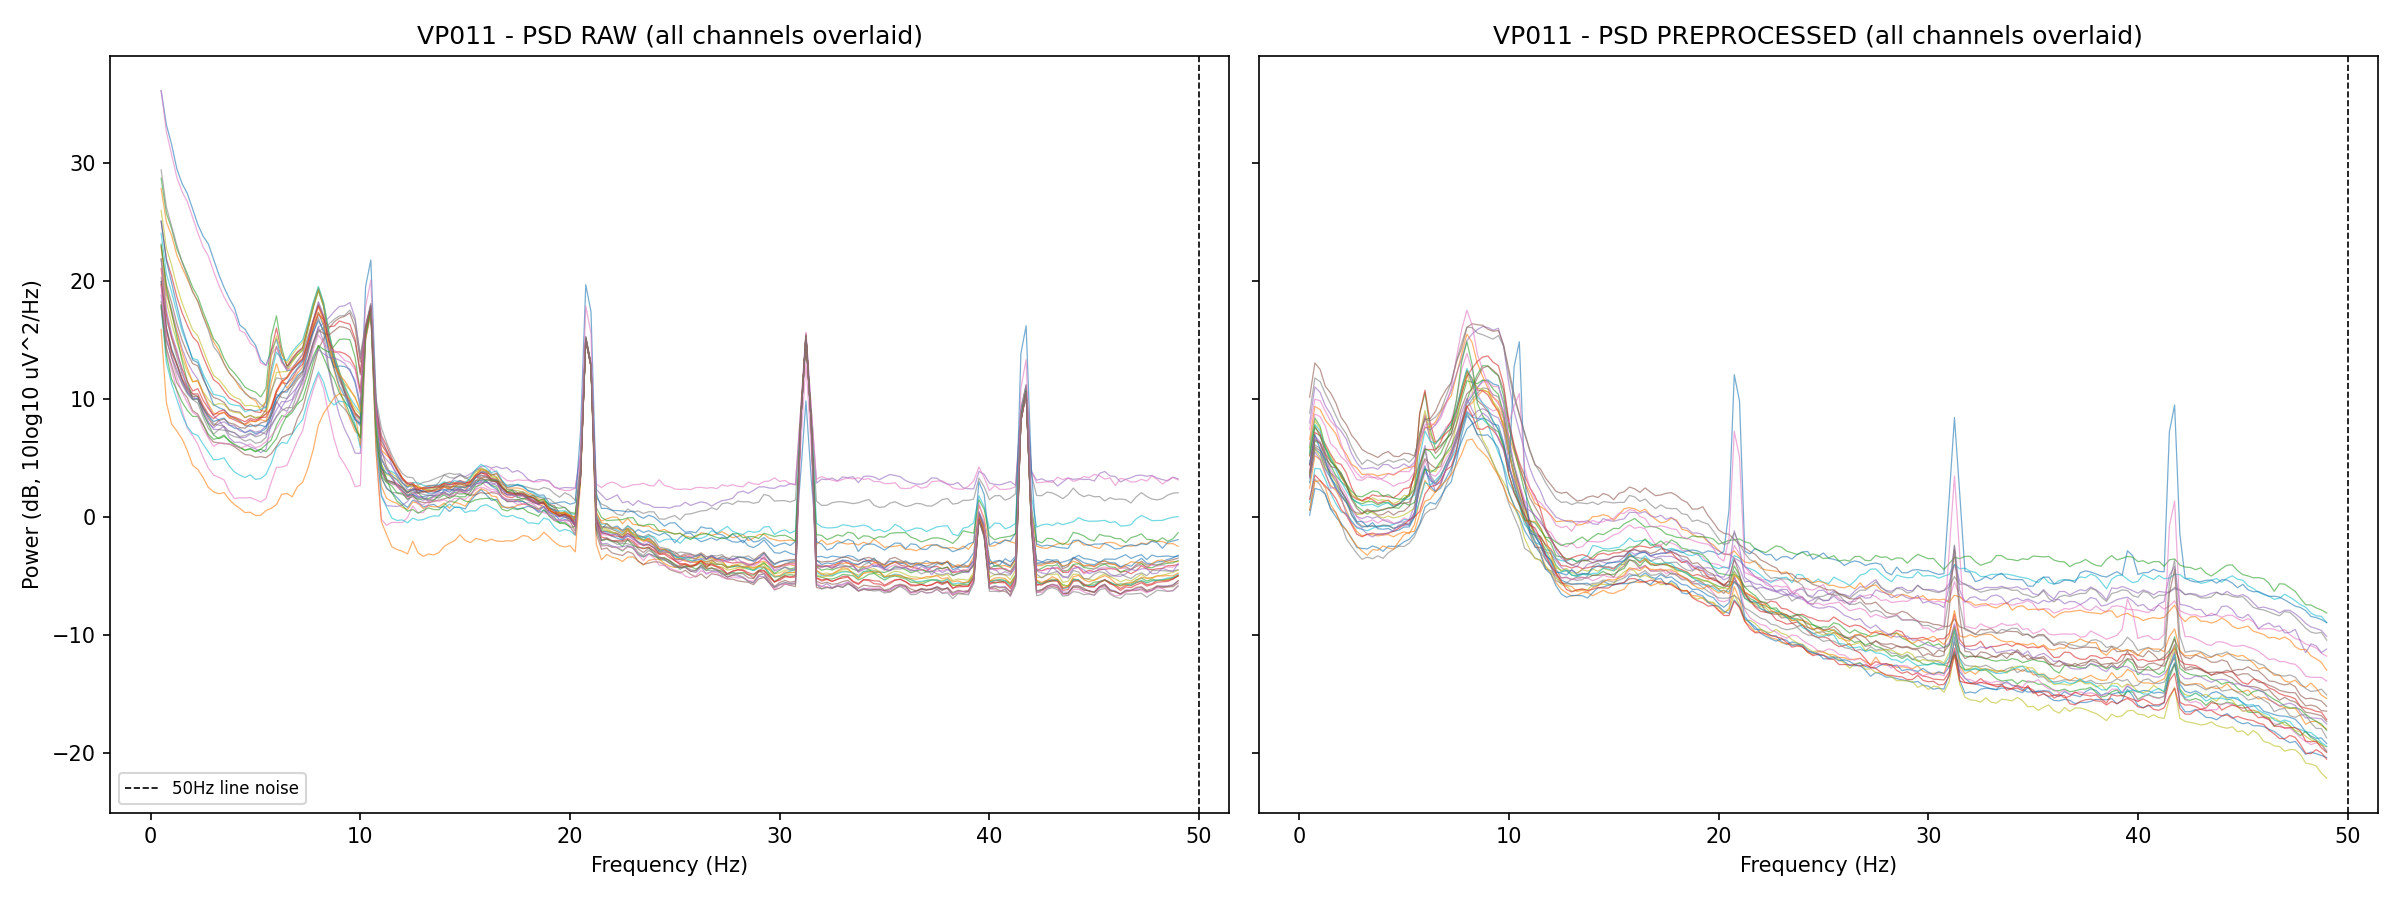 VP011 - PSD RAW (all channels overlaid)
VP011 - PSD PREPROCESSED (all channels overlaid)
Power (dB, 10log10 uV^2/Hz)
30
20
10
0
−10
−20
50Hz line noise
0 10 20 30 40 50
0 10 20 30 40 50
Frequency (Hz)
Frequency (Hz)